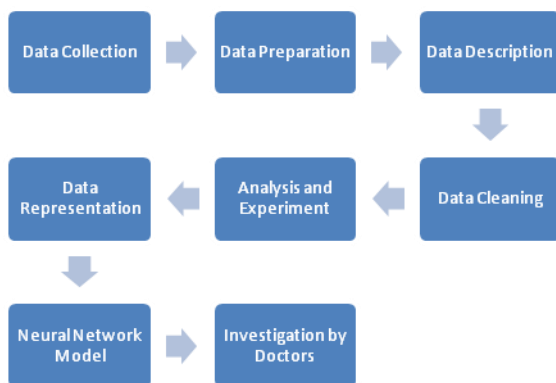 Data Collection
Data Preparation
Data Description
Data Cleaning
Analysis and
Experiment
Data
Representation
Neural Network
Model
Investigation by
Doctors